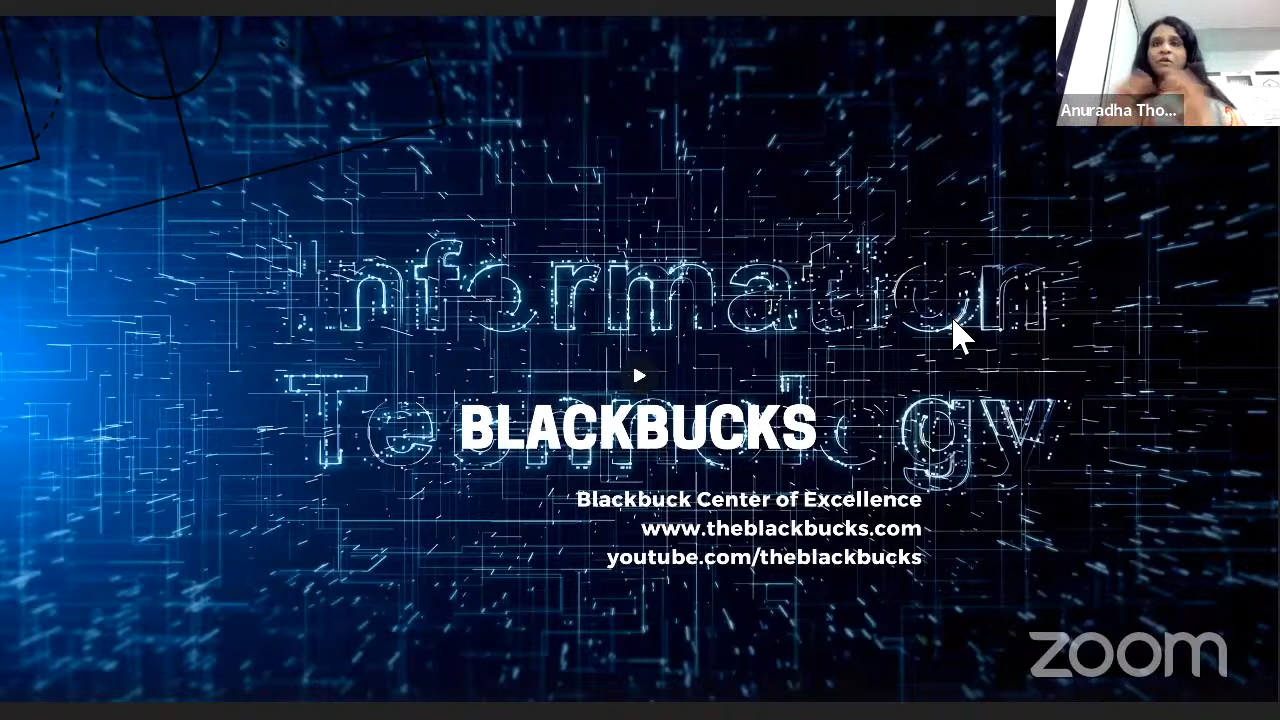 Anuradha Tho...
Information
Technology
BLACKBUCKS
Blackbuck Center of Excellence
www.theblackbucks.com
youtube.com/theblackbucks
zoom